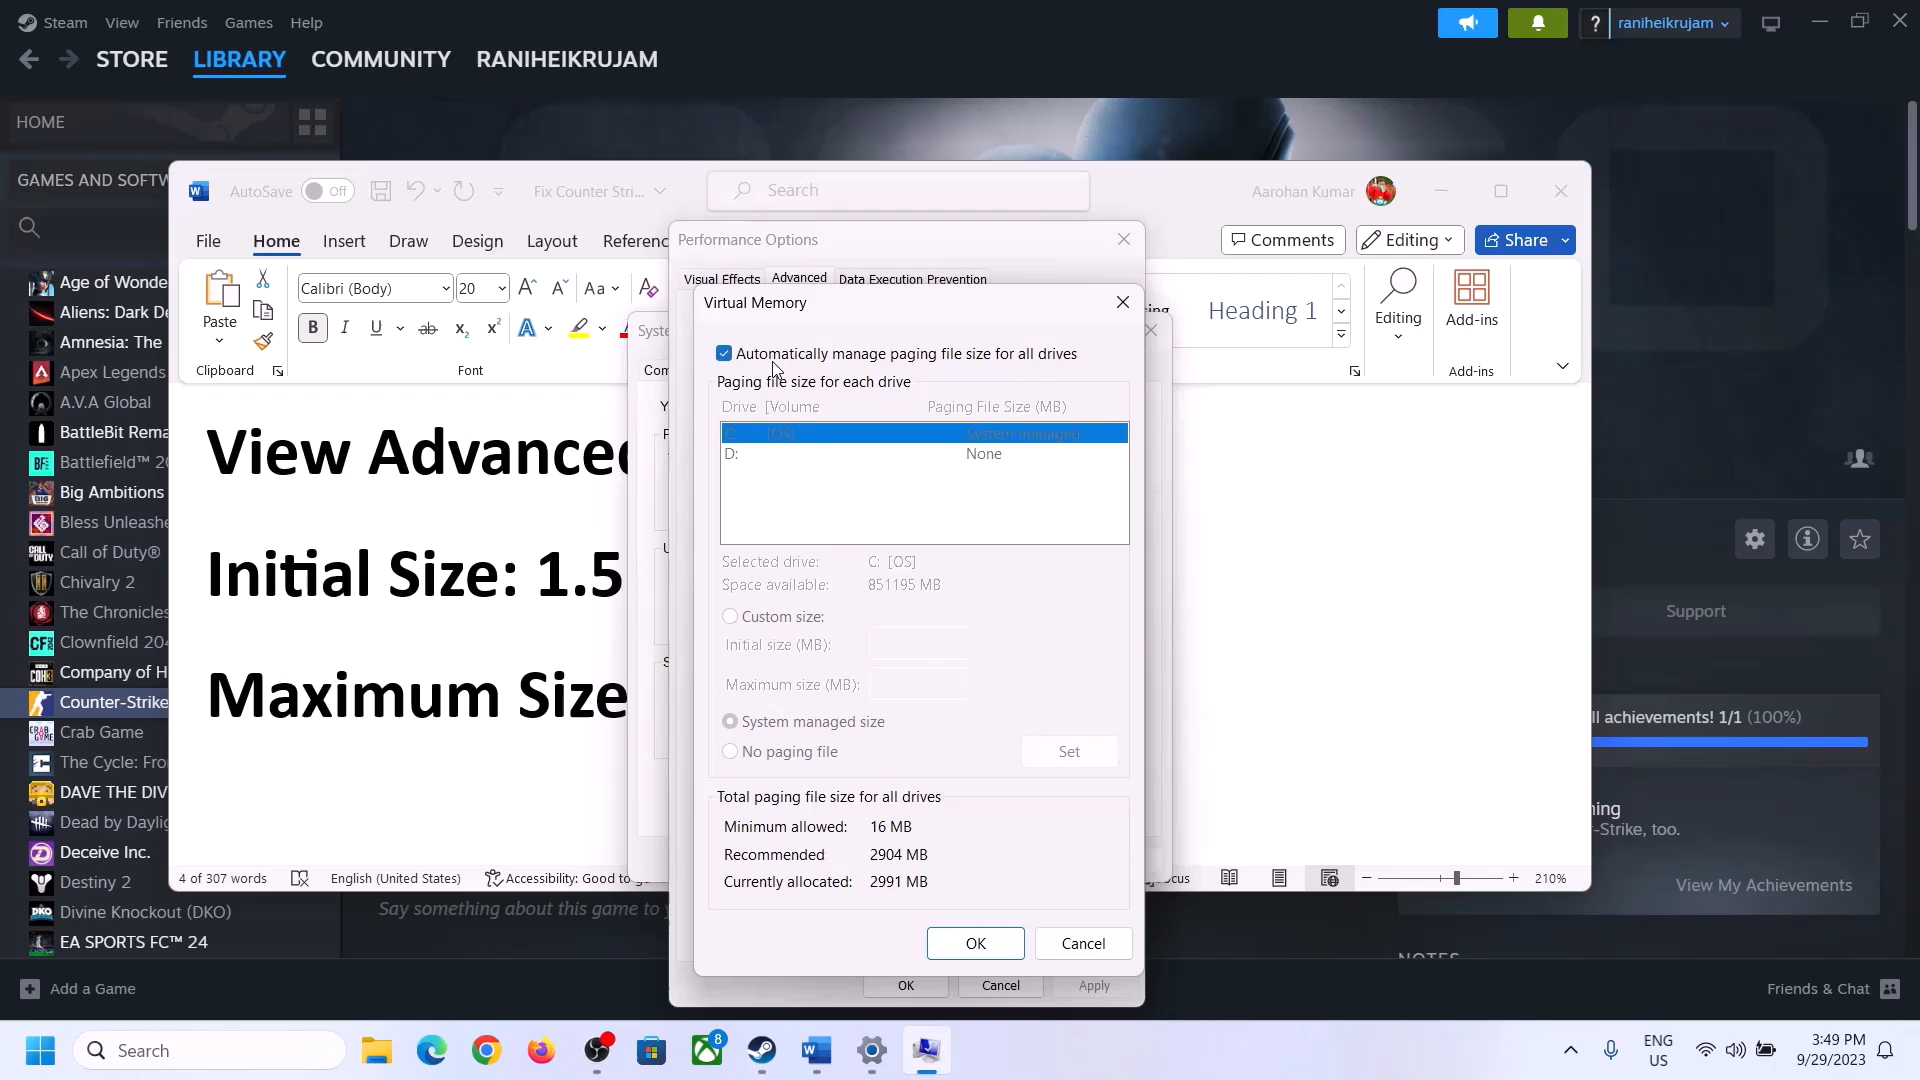 Steam View Friends Games Help
raniheikrujam
STORE LIBRARY COMMUNITY RANIHEIKRUJAM
HOME
GAMES AND SOFTW
Age of Wonde
Aliens: Dark De
Amnesia: The
Apex Legends
A.V.A Global
BattleBit Rema
Battlefield™ 20
Big Ambitions
Bless Unleashe
Call of Duty®
Chivalry 2
The Chronicles
Clownfield 204
Company of H
Counter-Strike
Crab Game
The Cycle: Fro
DAVE THE DIV
Dead by Daylig
Deceive Inc.
Destiny 2
Divine Knockout (DKO)
EA SPORTS FC™ 24
Add a Game
AutoSave Off
Fix Counter Stri...
Search
Aarohan Kumar
File Home Insert Draw Design Layout Referenc
Comments Editing Share
Calibri (Body) 20
Paste
Clipboard
Font
Heading 1
Editing
Add-ins
Add-ins
View Advanced
Initial Size: 1.5
Maximum Size
4 of 307 words English (United States) Accessibility: Good to g
210%
Performance Options
Visual Effects Advanced Data Execution Prevention
Virtual Memory
Automatically manage paging file size for all drives
Paging file size for each drive
Drive [Volume Paging File Size (MB)
C: [OS] System managed
D: None
Selected drive: C: [OS]
Space available: 851195 MB
Custom size:
Initial size (MB):
Maximum size (MB):
System managed size
No paging file
Set
Total paging file size for all drives
Minimum allowed: 16 MB
Recommended 2904 MB
Currently allocated: 2991 MB
OK Cancel
OK Cancel Apply
Support
ll achievements! 1/1 (100%)
-Strike, too.
View My Achievements
Say something about this game to y
NOTES
Friends & Chat
Search
8
ENG
US
3:49 PM
9/29/2023